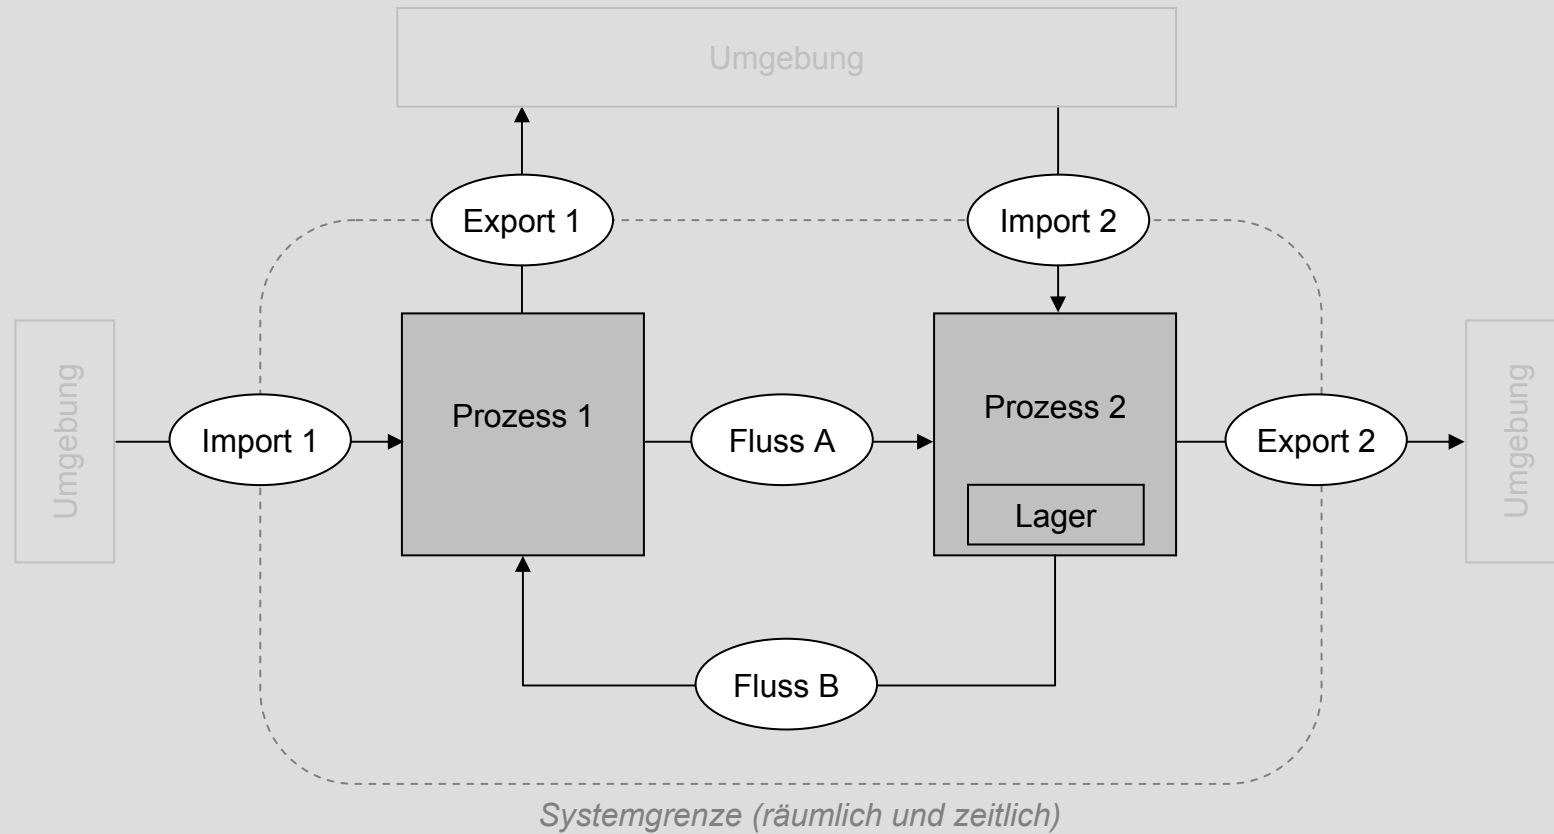 Umgebung
Export 1
Import 2
Umgebung
Import 1
Prozess 1
Fluss A
Prozess 2
Lager
Export 2
Umgebung
Fluss B
Systemgrenze (räumlich und zeitlich)